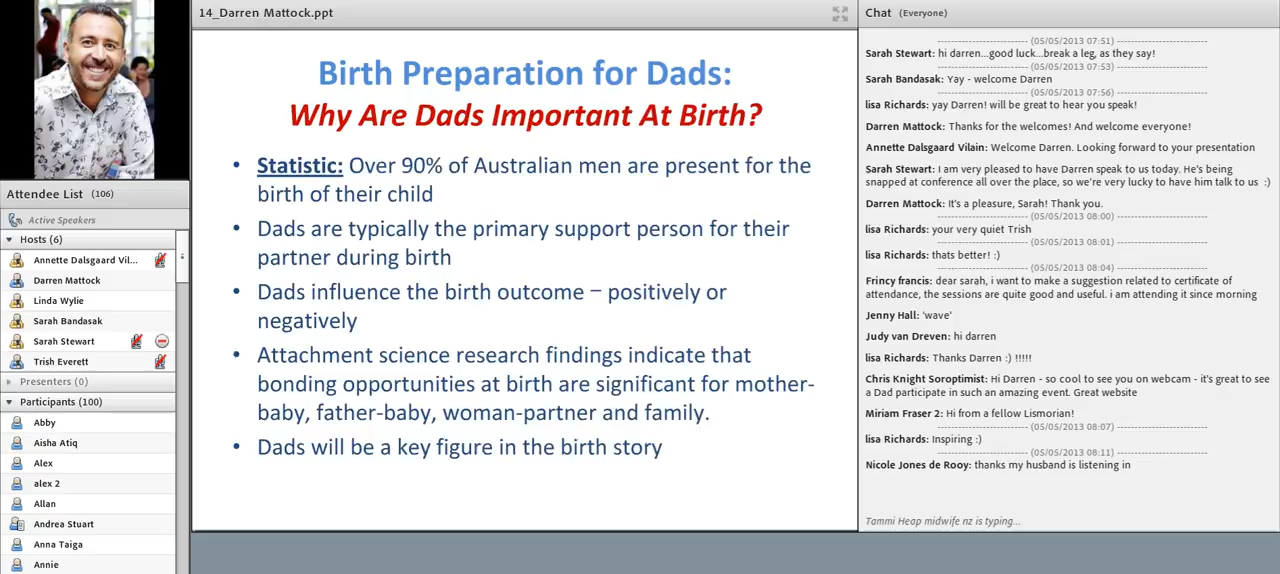 14_Darren Mattock.ppt
Birth Preparation for Dads:
Why Are Dads Important At Birth?
• Statistic: Over 90% of Australian men are present for the
birth of their child
• Dads are typically the primary support person for their
partner during birth
• Dads influence the birth outcome – positively or
negatively
• Attachment science research findings indicate that
bonding opportunities at birth are significant for mother-
baby, father-baby, woman-partner and family.
• Dads will be a key figure in the birth story
Attendee List (106)
Active Speakers
Hosts (6)
Annette Dalsgaard Vil...
Darren Mattock
Linda Wylie
Sarah Bandasak
Sarah Stewart
Trish Everett
Presenters (0)
Participants (100)
Abby
Aisha Atiq
Alex
alex 2
Allan
Andrea Stuart
Anna Taiga
Annie
Chat (Everyone)
------------------------ (05/05/2013 07:51) ------------------------
Sarah Stewart: hi darren...good luck...break a leg, as they say!
------------------------ (05/05/2013 07:53) ------------------------
Sarah Bandasak: Yay - welcome Darren
------------------------ (05/05/2013 07:56) ------------------------
lisa Richards: yay Darren! will be great to hear you speak!
Darren Mattock: Thanks for the welcomes! And welcome everyone!
Annette Dalsgaard Vilain: Welcome Darren. Looking forward to your presentation
Sarah Stewart: I am very pleased to have Darren speak to us today. He's being
snapped at conference all over the place, so we're very lucky to have him talk to us :)
Darren Mattock: It's a pleasure, Sarah! Thank you.
------------------------ (05/05/2013 08:00) ------------------------
lisa Richards: your very quiet Trish
------------------------ (05/05/2013 08:01) ------------------------
lisa Richards: thats better! :)
------------------------ (05/05/2013 08:04) ------------------------
Frincy francis: dear sarah, i want to make a suggestion related to certificate of
attendance, the sessions are quite good and useful. i am attending it since morning
Jenny Hall: 'wave'
Judy van Dreven: hi darren
lisa Richards: Thanks Darren :) !!!!!
Chris Knight Soroptimist: Hi Darren - so cool to see you on webcam - it's great to see
a Dad participate in such an amazing event. Great website
Miriam Fraser 2: Hi from a fellow Lismorian!
------------------------ (05/05/2013 08:07) ------------------------
lisa Richards: Inspiring :)
------------------------ (05/05/2013 08:11) ------------------------
Nicole Jones de Rooy: thanks my husband is listening in
Tammi Heap midwife nz is typing...